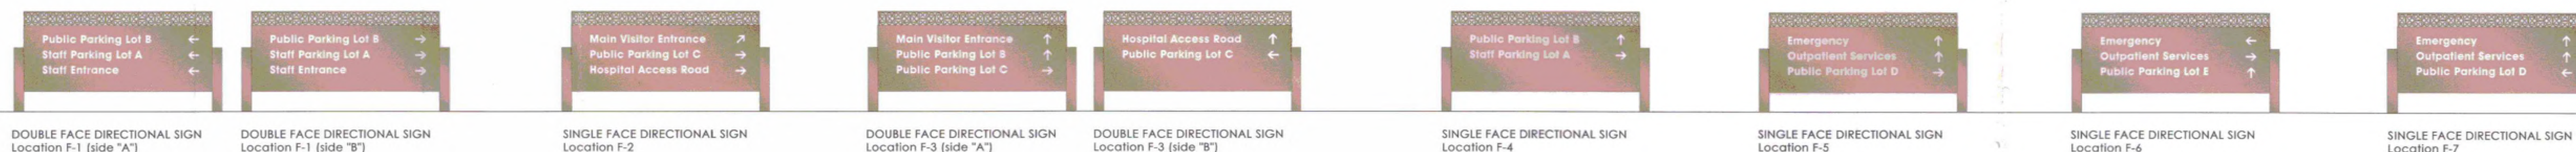 Public Parking Lot B ←
Staff Parking Lot A ←
Staff Entrance ←
DOUBLE FACE DIRECTIONAL SIGN
Location F-1 (side "A")
Public Parking Lot B →
Staff Parking Lot A →
Staff Entrance →
DOUBLE FACE DIRECTIONAL SIGN
Location F-1 (side "B")
Main Visitor Entrance ↗
Public Parking Lot C →
Hospital Access Road →
SINGLE FACE DIRECTIONAL SIGN
Location F-2
Main Visitor Entrance ↑
Public Parking Lot B ↑
Public Parking Lot C →
DOUBLE FACE DIRECTIONAL SIGN
Location F-3 (side "A")
Hospital Access Road ↑
Public Parking Lot C ←
DOUBLE FACE DIRECTIONAL SIGN
Location F-3 (side "B")
Public Parking Lot B ↑
Staff Parking Lot A →
SINGLE FACE DIRECTIONAL SIGN
Location F-4
Emergency ↑
Outpatient Services ↑
Public Parking Lot D →
SINGLE FACE DIRECTIONAL SIGN
Location F-5
Emergency ←
Outpatient Services →
Public Parking Lot E ↑
SINGLE FACE DIRECTIONAL SIGN
Location F-6
Emergency ↑
Outpatient Services ↑
Public Parking Lot D ←
SINGLE FACE DIRECTIONAL SIGN
Location F-7